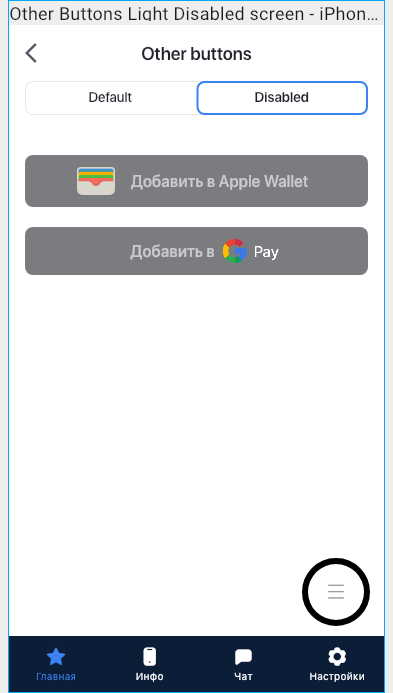 Other Buttons Light Disabled screen - iPhon...
Other buttons
Default Disabled
Добавить в Apple Wallet
Добавить в G Pay
Главная Инфо Чат Настройки